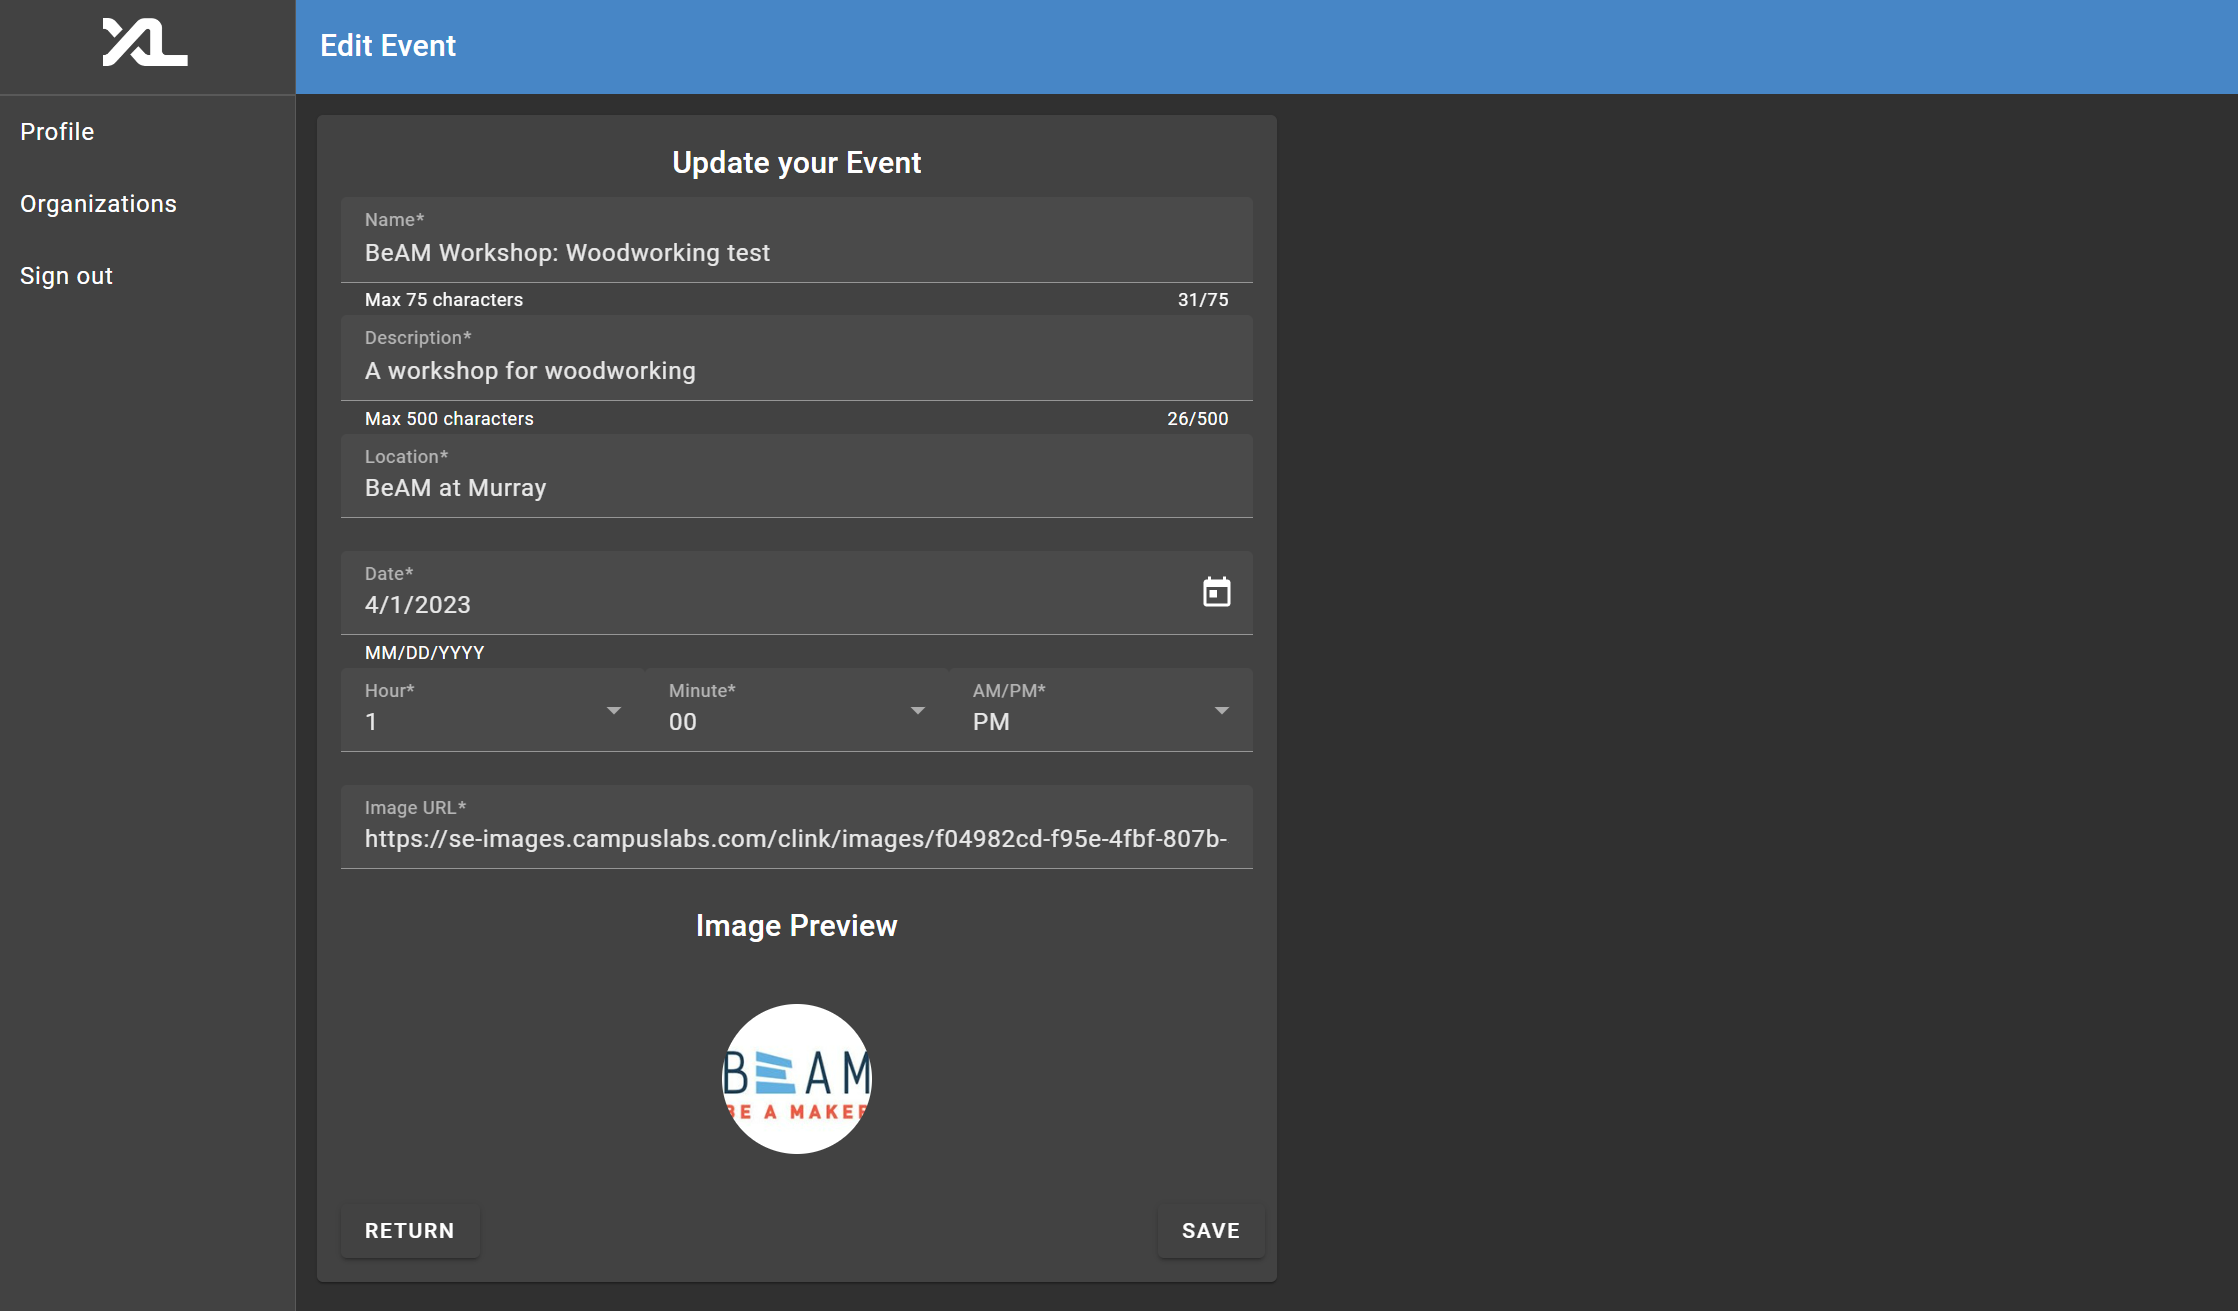 XL
Edit Event
Profile
Organizations
Sign out
Update your Event
Name*
BeAM Workshop: Woodworking test
Max 75 characters 31/75
Description*
A workshop for woodworking
Max 500 characters 26/500
Location*
BeAM at Murray
Date*
4/1/2023
MM/DD/YYYY
Hour* Minute* AM/PM*
1 00 PM
Image URL*
https://se-images.campuslabs.com/clink/images/f04982cd-f95e-4fbf-807b-
Image Preview
BEAM
BE A MAKER
RETURN SAVE